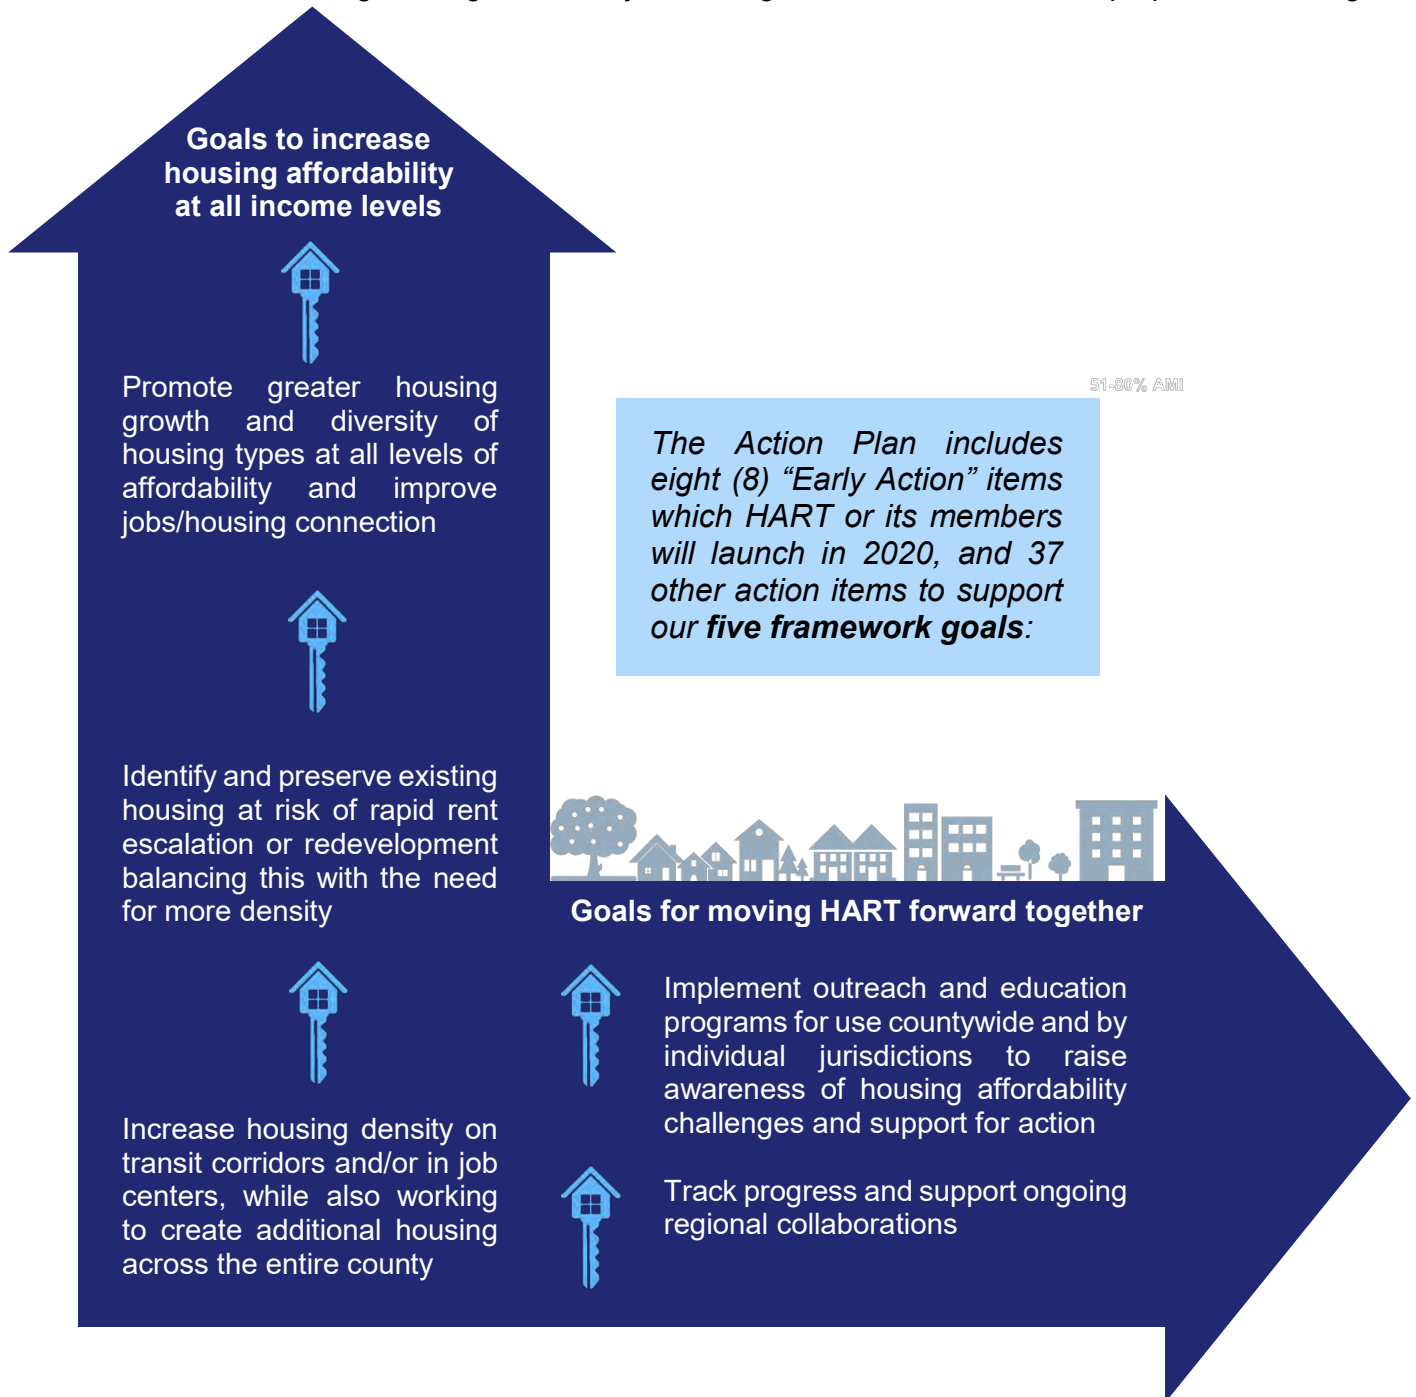 Goals to increase
housing affordability
at all income levels
Promote greater housing
growth and diversity of
housing types at all levels of
affordability and improve
jobs/housing connection
51-80% AMI
The Action Plan includes
eight (8) “Early Action” items
which HART or its members
will launch in 2020, and 37
other action items to support
our five framework goals:
Identify and preserve existing
housing at risk of rapid rent
escalation or redevelopment
balancing this with the need
for more density
Increase housing density on
transit corridors and/or in job
centers, while also working
to create additional housing
across the entire county
Goals for moving HART forward together
Implement outreach and education
programs for use countywide and by
individual jurisdictions to raise
awareness of housing affordability
challenges and support for action
Track progress and support ongoing
regional collaborations